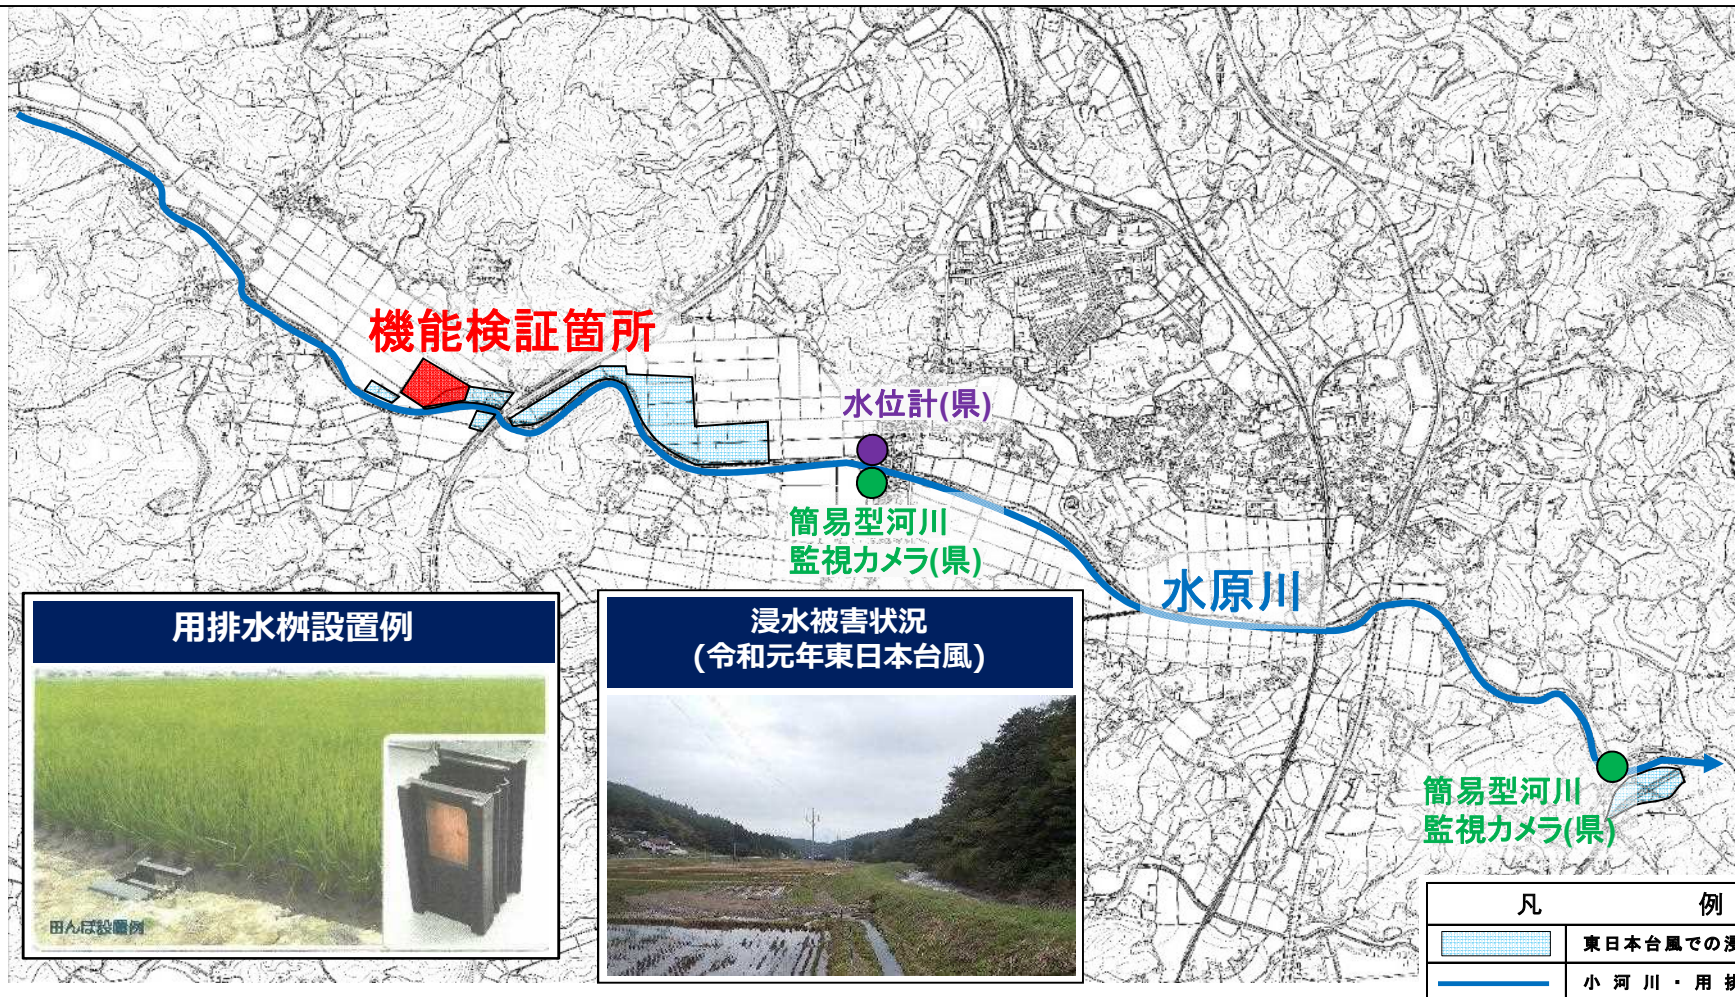 機能検証箇所
水位計(県)
簡易型河川
監視カメラ(県)
水原川
用排水桝設置例
田んぼ設置例
浸水被害状況
(令和元年東日本台風)
簡易型河川
監視カメラ(県)
凡 例
東日本台風での浸
小河川・用排